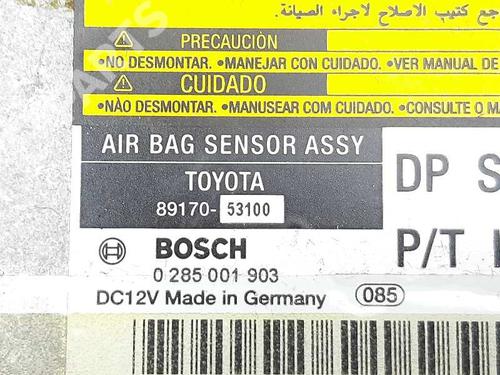 جع كتيب الاصلاح لاجراء الصيانة.
PRECAUCIÓN
•NO DESMONTAR. •MANEJAR CON CUIDADO. •VER MANUAL DE
CUIDADO
•NÃO DESMONTAR. •MANUSEAR COM CUIDADO. •CONSULTE O MA
AIR BAG SENSOR ASSY
TOYOTA
89170-53100
DP S
P/T
BOSCH
0 285 001 903
DC12V Made in Germany
085